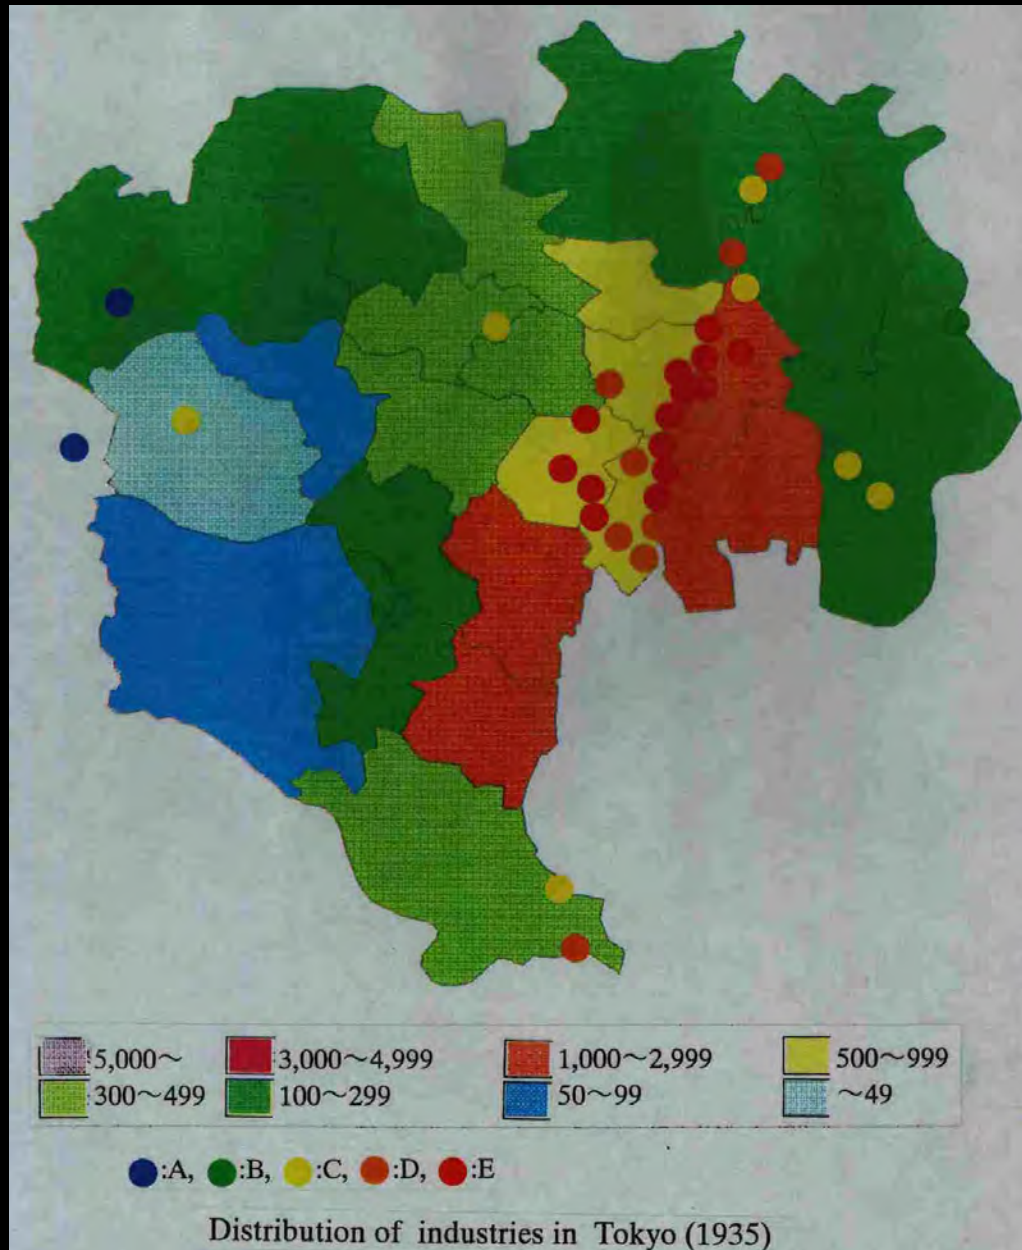 5,000～ 3,000～4,999 1,000～2,999 500～999
300～499 100～299 50～99 ～49
:A, :B, :C, :D, :E
Distribution of industries in Tokyo (1935)